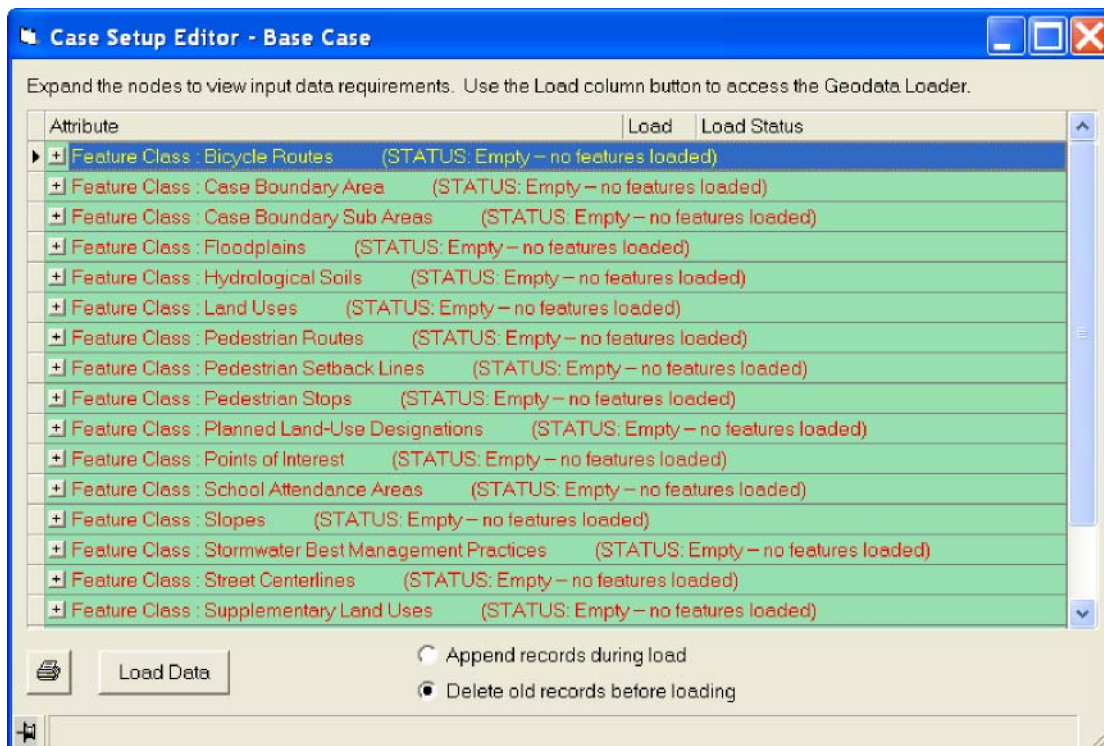 Case Setup Editor - Base Case
Expand the nodes to view input data requirements. Use the Load column button to access the Geodata Loader.
Attribute Load Load Status
Feature Class : Bicycle Routes (STATUS: Empty – no features loaded)
Feature Class : Case Boundary Area (STATUS: Empty – no features loaded)
Feature Class : Case Boundary Sub Areas (STATUS: Empty – no features loaded)
Feature Class : Floodplains (STATUS: Empty – no features loaded)
Feature Class : Hydrological Soils (STATUS: Empty – no features loaded)
Feature Class : Land Uses (STATUS: Empty – no features loaded)
Feature Class : Pedestrian Routes (STATUS: Empty – no features loaded)
Feature Class : Pedestrian Setback Lines (STATUS: Empty – no features loaded)
Feature Class : Pedestrian Stops (STATUS: Empty – no features loaded)
Feature Class : Planned Land-Use Designations (STATUS: Empty – no features loaded)
Feature Class : Points of Interest (STATUS: Empty – no features loaded)
Feature Class : School Attendance Areas (STATUS: Empty – no features loaded)
Feature Class : Slopes (STATUS: Empty – no features loaded)
Feature Class : Stormwater Best Management Practices (STATUS: Empty – no features loaded)
Feature Class : Street Centerlines (STATUS: Empty – no features loaded)
Feature Class : Supplementary Land Uses (STATUS: Empty – no features loaded)
Append records during load
Load Data
Delete old records before loading